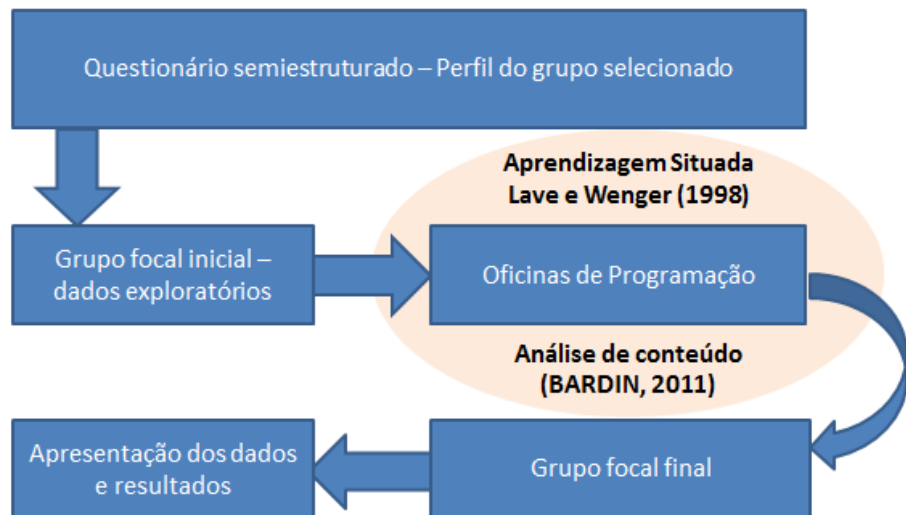 Questionário semiestruturado – Perfil do grupo selecionado
Aprendizagem Situada
Lave e Wenger (1998)
Grupo focal inicial –
dados exploratórios
Oficinas de Programação
Análise de conteúdo
(BARDIN, 2011)
Apresentação dos dados
e resultados
Grupo focal final